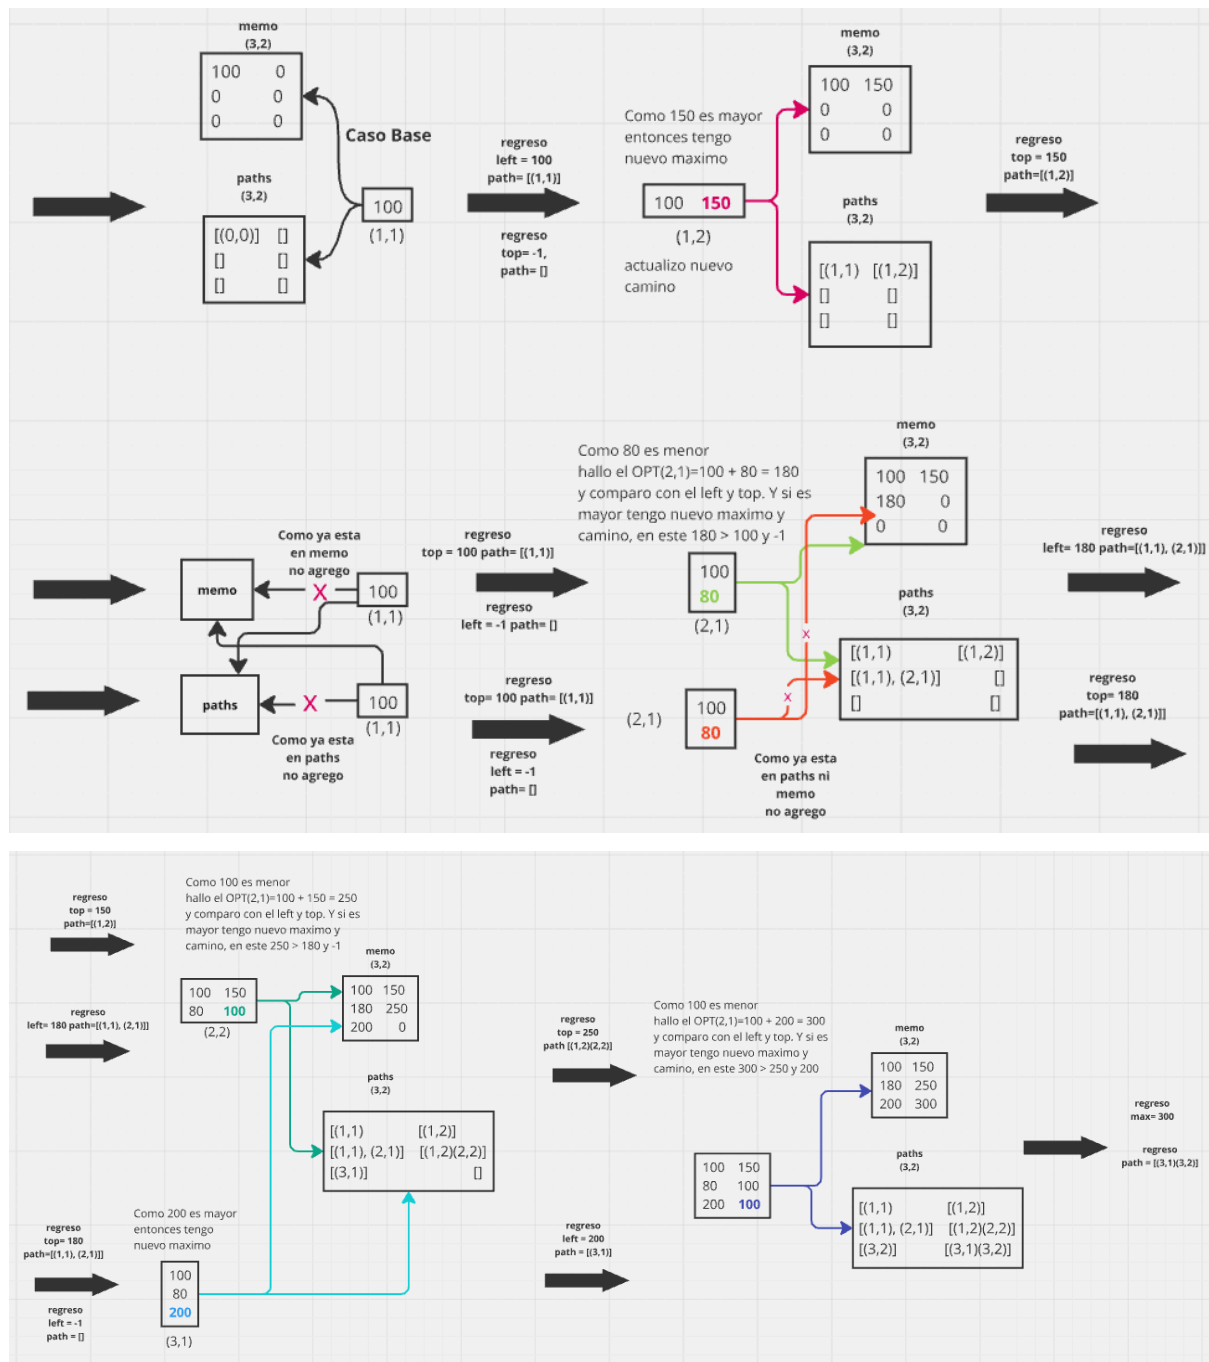 memo
(3,2)
100 0
0 0
0 0
Caso Base
paths
(3,2)
[(0,0)] []
[] []
[] []
100
(1,1)
regreso
left = 100
path= [(1,1)]
regreso
top= -1,
path= []
Como 150 es mayor
entonces tengo
nuevo maximo
100 150
(1,2)
actualizo nuevo
camino
memo
(3,2)
100 150
0 0
0 0
paths
(3,2)
[(1,1) [(1,2)]
[] []
[] []
regreso
top = 150
path=[(1,2)]
Como ya esta
en memo
no agrego
memo
X
100
(1,1)
paths
X
100
(1,1)
Como ya esta
en paths
no agrego
regreso
top = 100 path= [(1,1)]
regreso
left = -1 path= []
regreso
top= 100 path= [(1,1)]
regreso
left = -1
path= []
Como 80 es menor
hallo el OPT(2,1)=100 + 80 = 180
y comparo con el left y top. Y si es
mayor tengo nuevo maximo y
camino, en este 180 > 100 y -1
100
80
(2,1)
(2,1)
100
80
x
x
Como ya esta
en paths ni
memo
no agrego
memo
(3,2)
100 150
180 0
0 0
paths
(3,2)
[(1,1) [(1,2)]
[(1,1), (2,1)] []
[] []
regreso
left= 180 path=[(1,1), (2,1)]]
regreso
top= 180
path=[(1,1), (2,1)]]
regreso
top = 150
path=[(1,2)]
regreso
left= 180 path=[(1,1), (2,1)]]
Como 100 es menor
hallo el OPT(2,1)=100 + 150 = 250
y comparo con el left y top. Y si es
mayor tengo nuevo maximo y
camino, en este 250 > 180 y -1
100 150
80 100
(2,2)
memo
(3,2)
100 150
180 250
200 0
paths
(3,2)
[(1,1) [(1,2)]
[(1,1), (2,1)] [(1,2)(2,2)]
[(3,1)] []
regreso
top= 180
path=[(1,1), (2,1)]]
regreso
left = -1
path = []
Como 200 es mayor
entonces tengo
nuevo maximo
100
80
200
(3,1)
regreso
top = 250
path [(1,2)(2,2)]
regreso
left = 200
path = [(3,1)]
Como 100 es menor
hallo el OPT(2,1)=100 + 200 = 300
y comparo con el left y top. Y si es
mayor tengo nuevo maximo y
camino, en este 300 > 250 y 200
100 150
80 100
200 100
memo
(3,2)
100 150
180 250
200 300
paths
(3,2)
[(1,1) [(1,2)]
[(1,1), (2,1)] [(1,2)(2,2)]
[(3,2)] [(3,1)(3,2)]
regreso
max= 300
regreso
path = [(3,1)(3,2)]